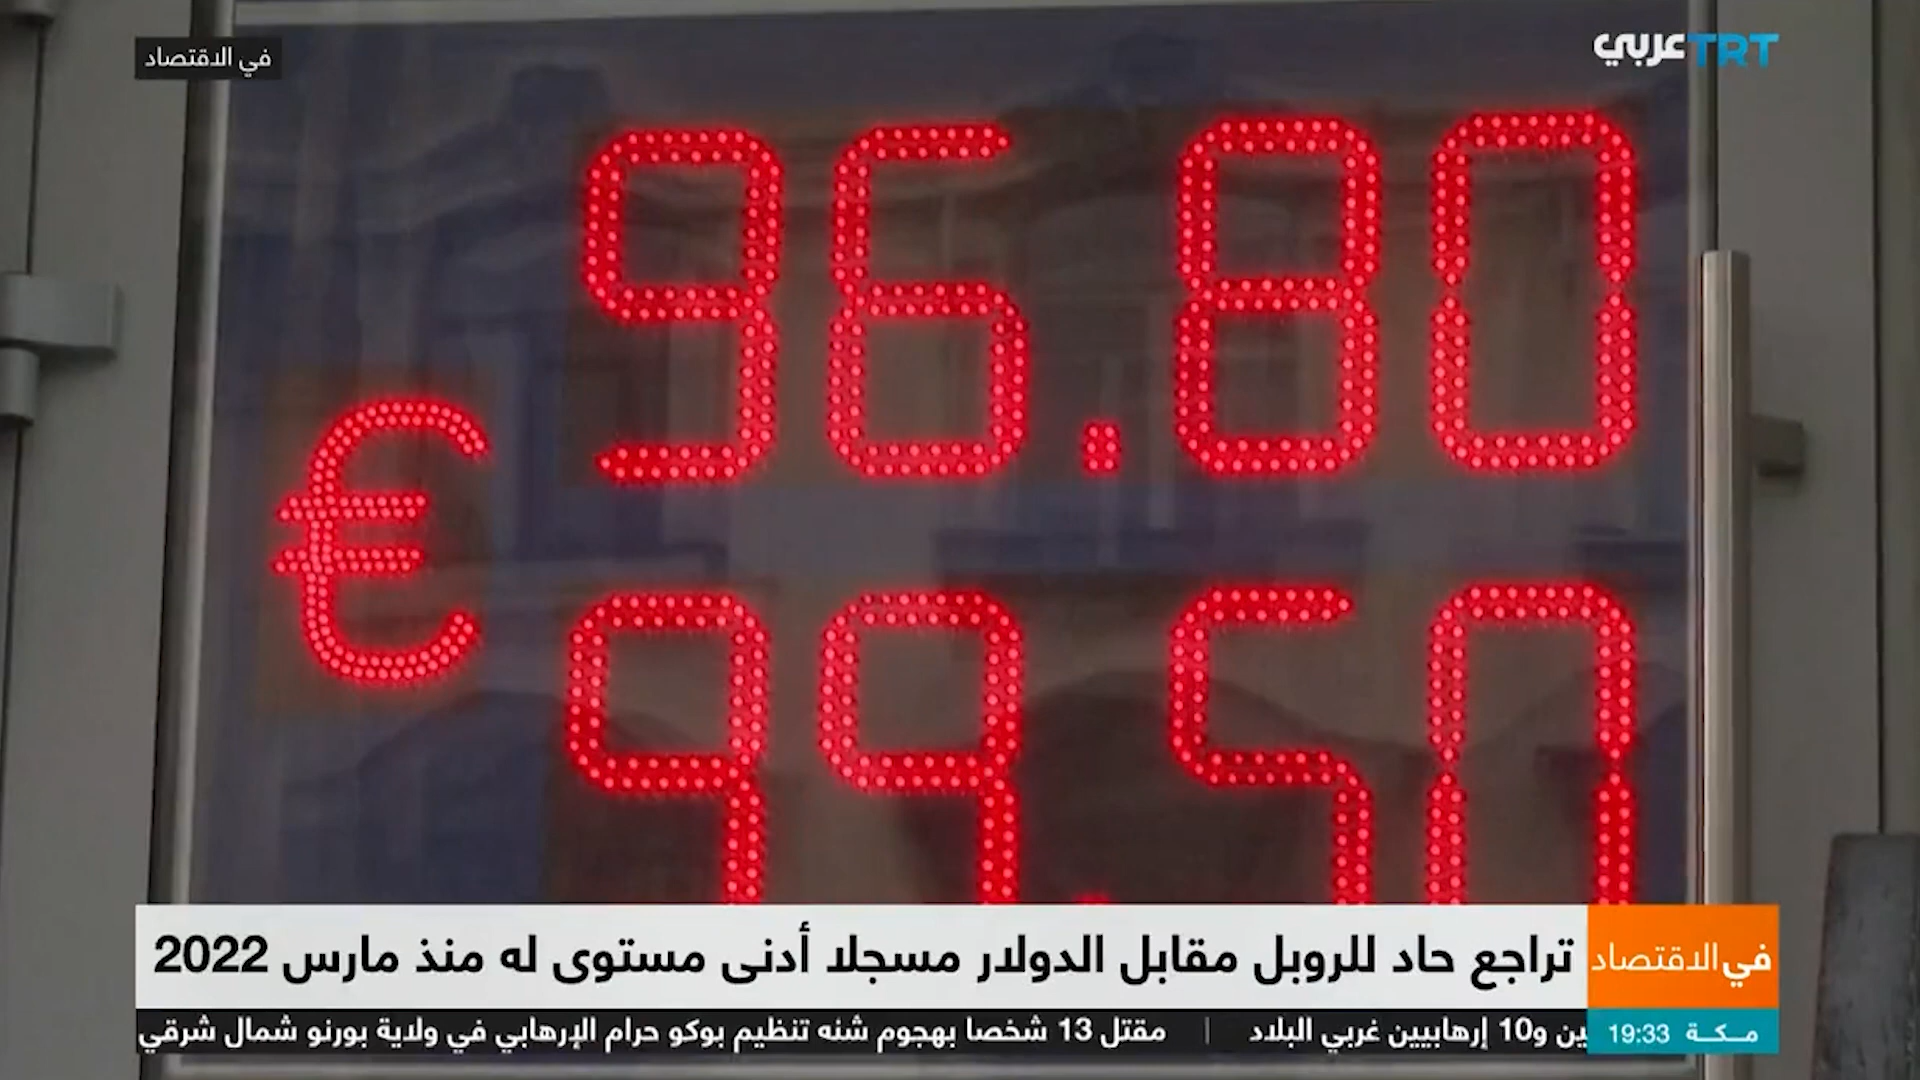 في الاقتصاد
TRT عربي
96.80
€
99.50
في الاقتصاد
تراجع حاد للروبل مقابل الدولار مسجلا أدنى مستوى له منذ مارس 2022
مكة 19:33
ين و10 إرهابيين غربي البلاد | مقتل 13 شخصا بهجوم شنه تنظيم بوكو حرام الإرهابي في ولاية بورنو شمال شرقي